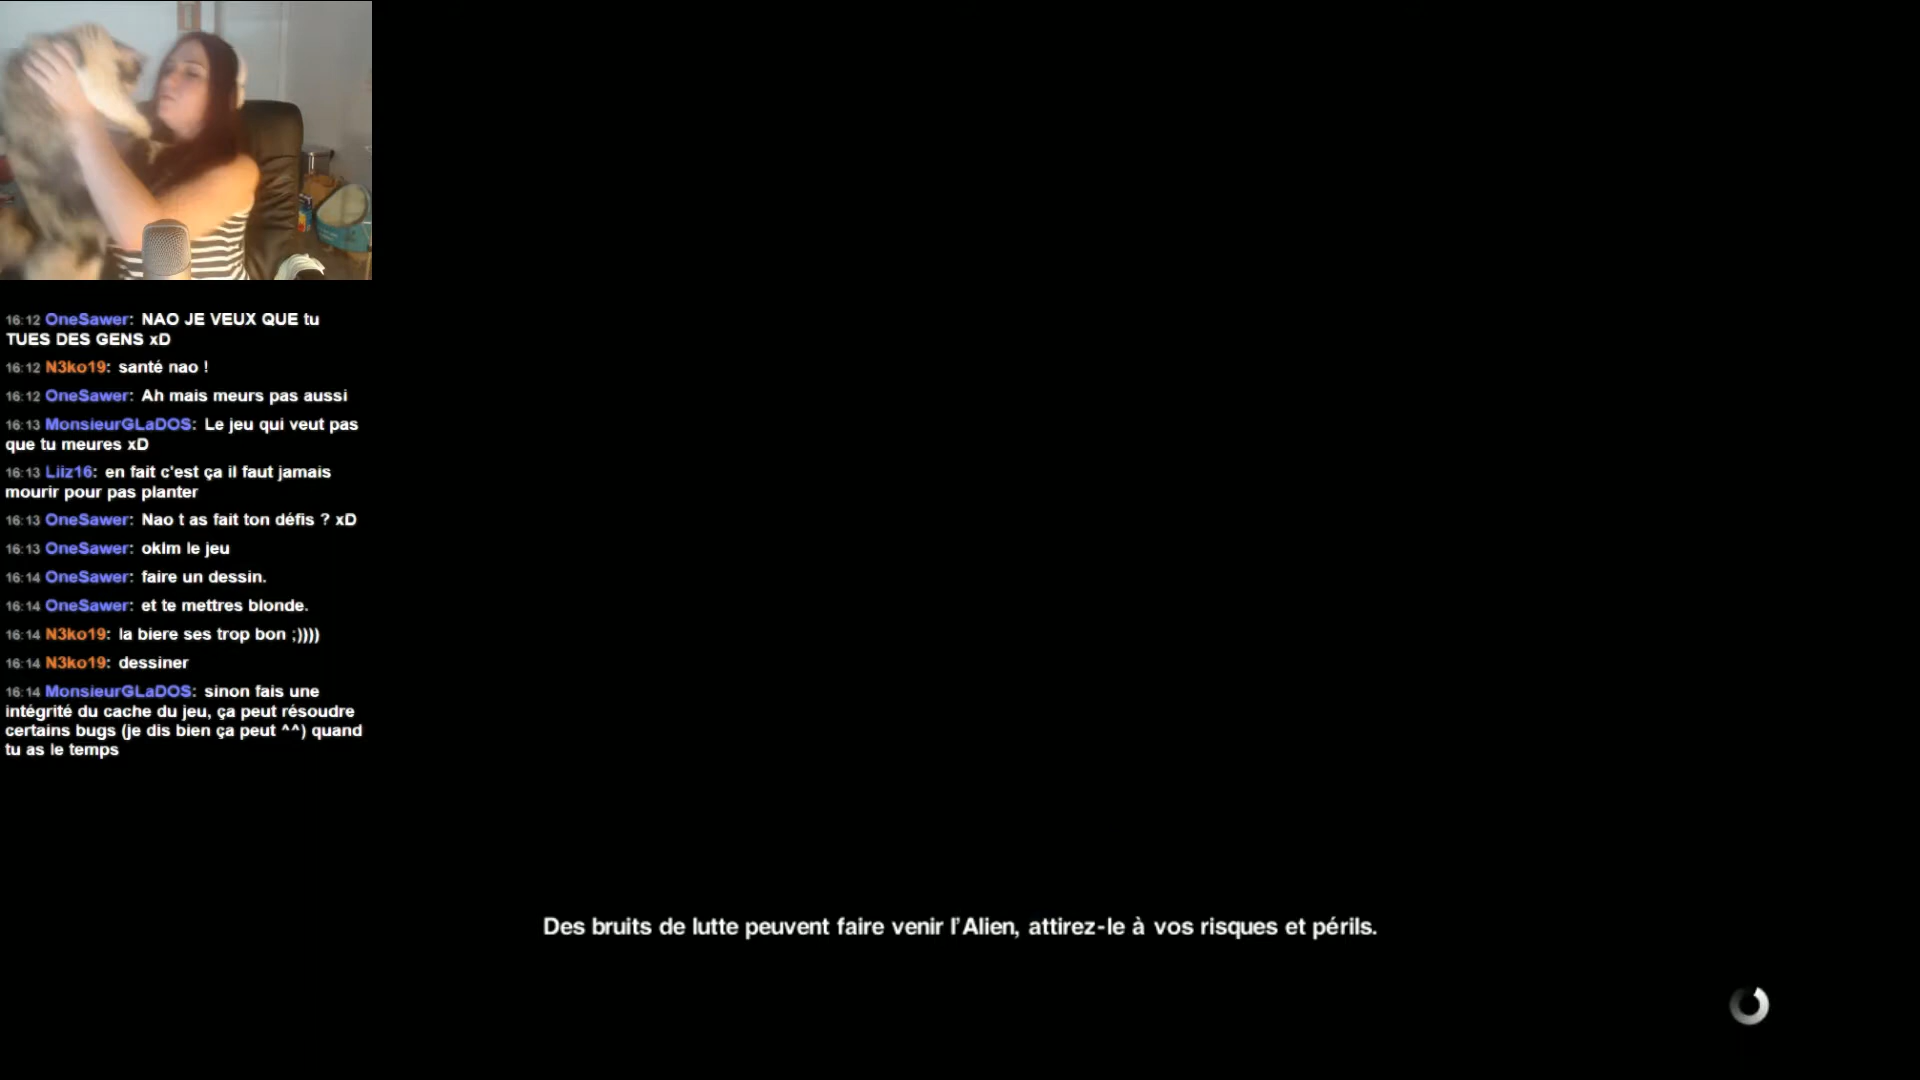 16:12 OneSawer: NAO JE VEUX QUE tu
TUES DES GENS xD
16:12 N3ko19: santé nao !
16:12 OneSawer: Ah mais meurs pas aussi
16:13 MonsieurGLaDOS: Le jeu qui veut pas
que tu meures xD
16:13 Liiz16: en fait c'est ça il faut jamais
mourir pour pas planter
16:13 OneSawer: Nao t as fait ton défis ? xD
16:13 OneSawer: oklm le jeu
16:14 OneSawer: faire un dessin.
16:14 OneSawer: et te mettres blonde.
16:14 N3ko19: la biere ses trop bon ;))))
16:14 N3ko19: dessiner
16:14 MonsieurGLaDOS: sinon fais une
intégrité du cache du jeu, ça peut résoudre
certains bugs (je dis bien ça peut ^^) quand
tu as le temps
Des bruits de lutte peuvent faire venir l'Alien, attirez-le à vos risques et périls.